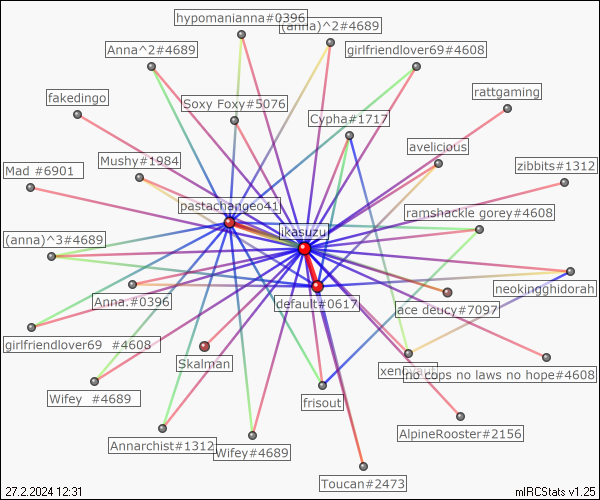 hypomanianna#0396
(anna)^2#4689
Anna^2#4689
girlfriendlover69#4608
rattgaming
fakedingo
Soxy Foxy#5076
Cypha#1717
avelicious
zibbits#1312
Mushy#1984
Mad #6901
pastachangeo41
ramshackle gorey#4608
ikasuzu
(anna)^3#4689
neokingghidorah
Anna.#0396
default#0617
ace deucy#7097
girlfriendlover69 #4608
Skalman
no cops no laws no hope#4608
Wifey #4689
frisout
AlpineRooster#2156
Annarchist#1312
Wifey#4689
Toucan#2473
27.2.2024 12:31
mIRCStats v1.25